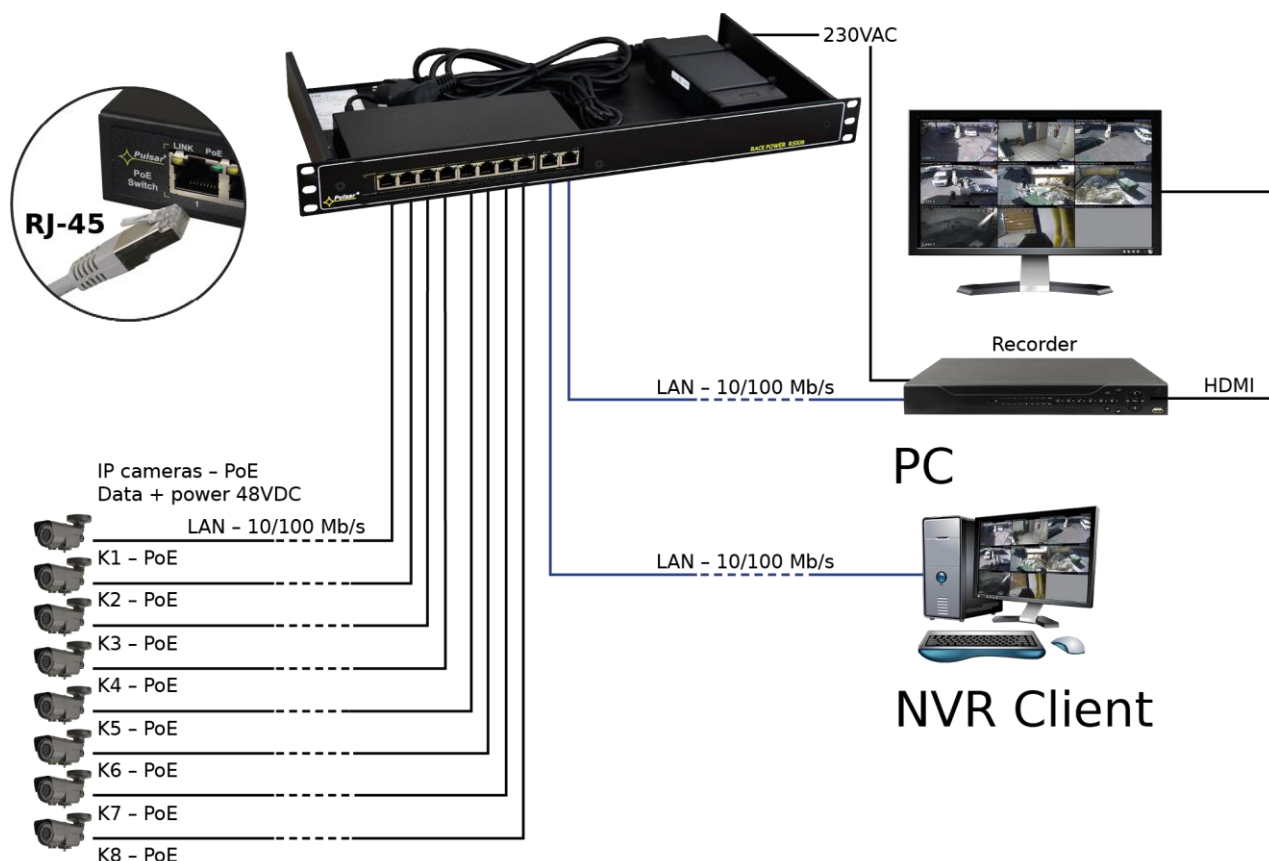 230VAC
LINK PoE
Pulsar
PoE
Switch
1
RJ-45
Pulsar
RACK POWER
Recorder
LAN – 10/100 Mb/s
HDMI
PC
IP cameras – PoE
Data + power 48VDC
LAN – 10/100 Mb/s
K1 – PoE
K2 – PoE
K3 – PoE
K4 – PoE
K5 – PoE
K6 – PoE
K7 – PoE
K8 – PoE
LAN – 10/100 Mb/s
NVR Client